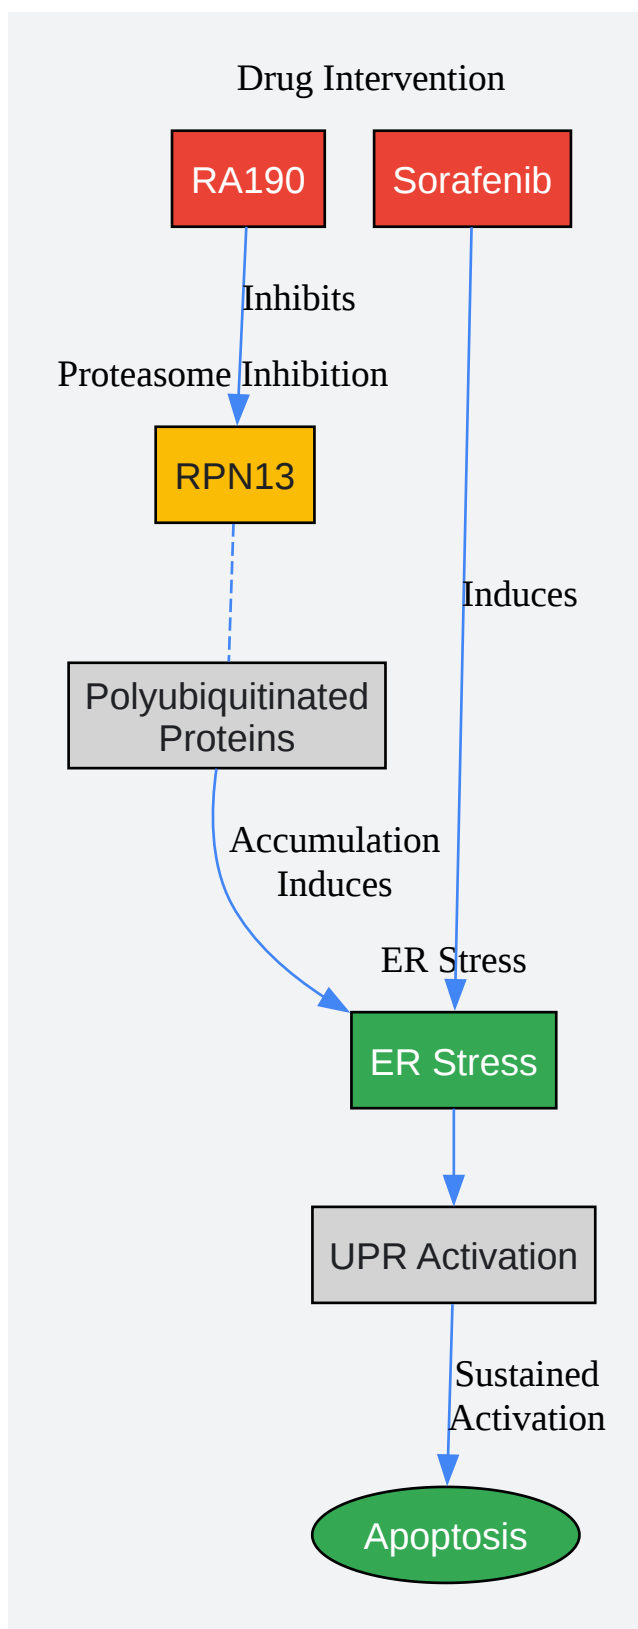 Drug Intervention
RA190
Sorafenib
Inhibits
Proteasome Inhibition
RPN13
Induces
Polyubiquitinated
Proteins
Accumulation
Induces
ER Stress
ER Stress
UPR Activation
Sustained
Activation
Apoptosis